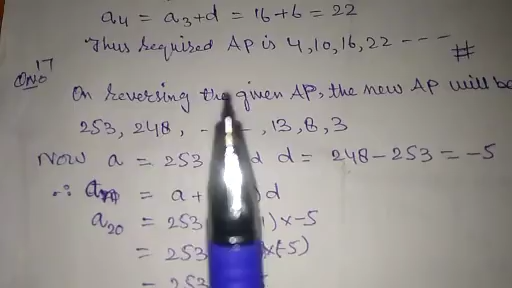 a₄ = a₃+d = 16+6 = 22
Thus required AP is 4, 10, 16, 22 --- #
Qno 17
On reversing the given AP, the new AP will be
253, 248, - - , 13, 8, 3
Now a = 253 d d = 248-253 = -5
∴ = a + )d
a₂₀ = 253 )×-5
= 253 ×(-5)
= 253